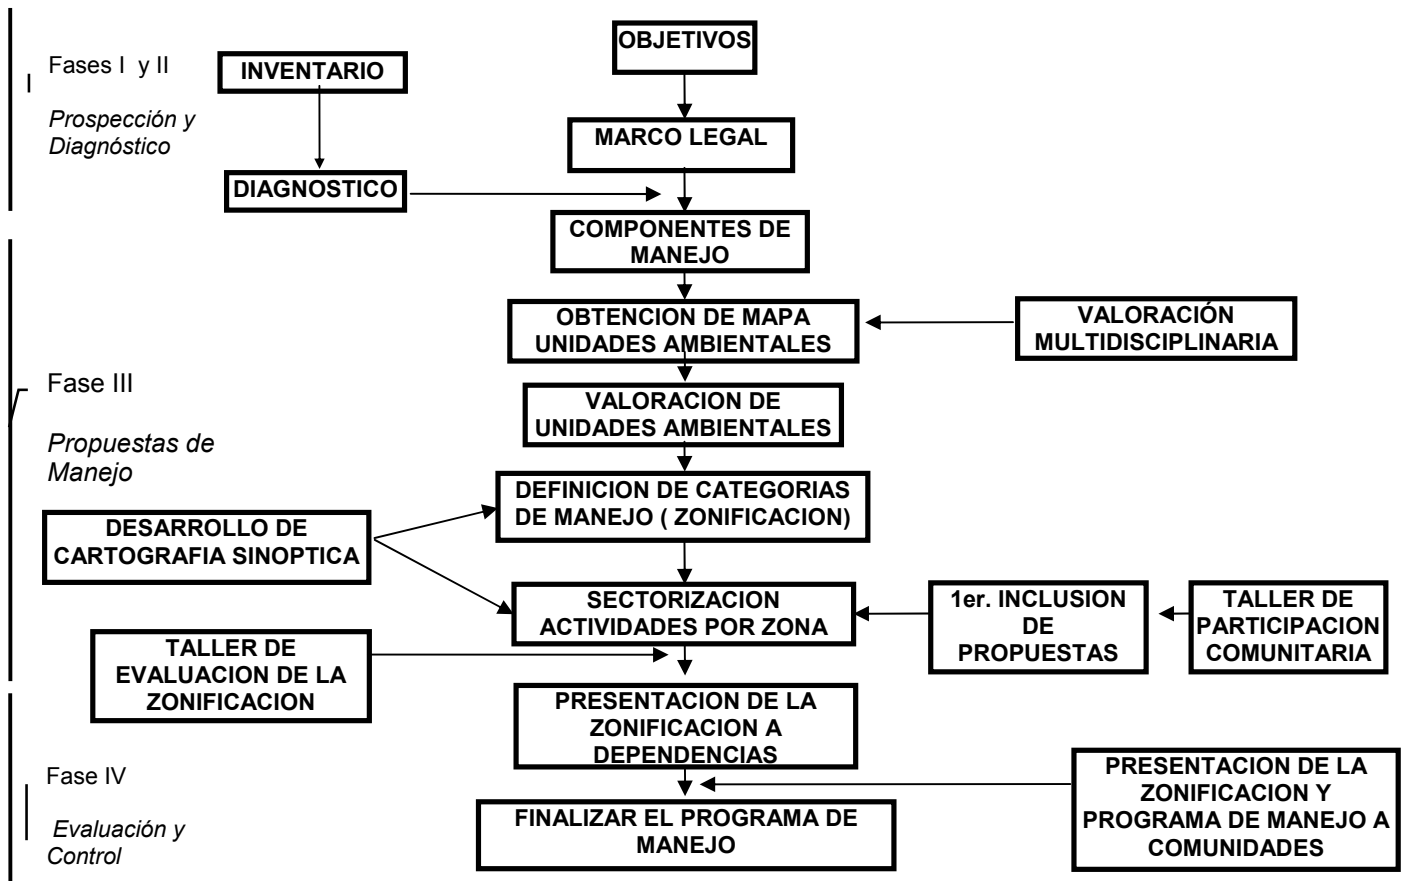 OBJETIVOS
Fases I y II
INVENTARIO
Prospección y
Diagnóstico
MARCO LEGAL
DIAGNOSTICO
COMPONENTES DE
MANEJO
OBTENCION DE MAPA
UNIDADES AMBIENTALES
VALORACIÓN
MULTIDISCIPLINARIA
Fase III
Propuestas de
Manejo
VALORACION DE
UNIDADES AMBIENTALES
DEFINICION DE CATEGORIAS
DE MANEJO ( ZONIFICACION)
DESARROLLO DE
CARTOGRAFIA SINOPTICA
SECTORIZACION
ACTIVIDADES POR ZONA
1er. INCLUSION
DE
PROPUESTAS
TALLER DE
PARTICIPACION
COMUNITARIA
TALLER DE
EVALUACION DE LA
ZONIFICACION
PRESENTACION DE LA
ZONIFICACION A
DEPENDENCIAS
Fase IV
Evaluación y
Control
PRESENTACION DE LA
ZONIFICACION Y
PROGRAMA DE MANEJO A
COMUNIDADES
FINALIZAR EL PROGRAMA DE
MANEJO